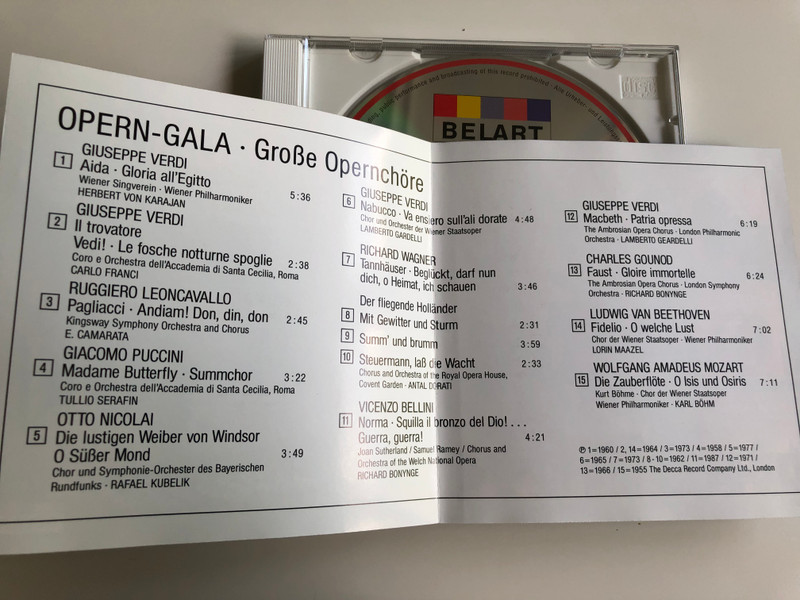 OPERN-GALA · Große Opernchöre
1 GIUSEPPE VERDI
Aida · Gloria all'Egitto
Wiener Singverein · Wiener Philharmoniker 5:36
HERBERT VON KARAJAN
2 GIUSEPPE VERDI
Il trovatore
Vedi! · Le fosche notturne spoglie 2:38
Coro e Orchestra dell'Accademia di Santa Cecilia, Roma
CARLO FRANCI
3 RUGGIERO LEONCAVALLO
Pagliacci · Andiam! Don, din, don 2:45
Kingsway Symphony Orchestra and Chorus
E. CAMARATA
4 GIACOMO PUCCINI
Madame Butterfly · Summchor 3:22
Coro e Orchestra dell'Accademia di Santa Cecilia, Roma
TULLIO SERAFIN
5 OTTO NICOLAI
Die lustigen Weiber von Windsor
O Süßer Mond 3:49
Chor und Symphonie-Orchester des Bayerischen
Rundfunks · RAFAEL KUBELIK
6 GIUSEPPE VERDI
Nabucco · Va ensiero sull'ali dorate 4:48
Chor und Orchester der Wiener Staatsoper
LAMBERTO GARDELLI
7 RICHARD WAGNER
Tannhäuser · Beglückt, darf nun
dich, o Heimat, ich schauen 3:46
Der fliegende Holländer
8 Mit Gewitter und Sturm 2:31
9 Summ' und brumm 3:59
10 Steuermann, laß die Wacht 2:33
Chorus and Orchestra of the Royal Opera House,
Covent Garden · ANTAL DORATI
11 VICENZO BELLINI
Norma · Squilla il bronzo del Dio! . . .
Guerra, guerra! 4:21
Joan Sutherland / Samuel Ramey / Chorus and
Orchestra of the Welch National Opera
RICHARD BONYNGE
12 GIUSEPPE VERDI
Macbeth · Patria opressa 6:19
The Ambrosian Opera Chorus · London Philharmonic
Orchestra · LAMBERTO GEARDELLI
13 CHARLES GOUNOD
Faust · Gloire immortelle 6:24
The Ambrosian Opera Chorus · London Symphony
Orchestra · RICHARD BONYNGE
14 LUDWIG VAN BEETHOVEN
Fidelio · O welche Lust 7:02
Chor der Wiener Staatsoper · Wiener Philharmoniker
LORIN MAAZEL
15 WOLFGANG AMADEUS MOZART
Die Zauberflöte · O Isis und Osiris 7:11
Kurt Böhme · Chor der Wiener Staatsoper
Wiener Philharmoniker · KARL BÖHM
℗ 1=1960 / 2, 14=1964 / 3=1973 / 4=1958 / 5=1977 /
6=1965 / 7=1973 / 8-10=1962 / 11=1987 / 12=1971 /
13=1966 / 15=1955 The Decca Record Company Ltd., London
public performance and broadcasting of this record prohibited · Alle
BELART